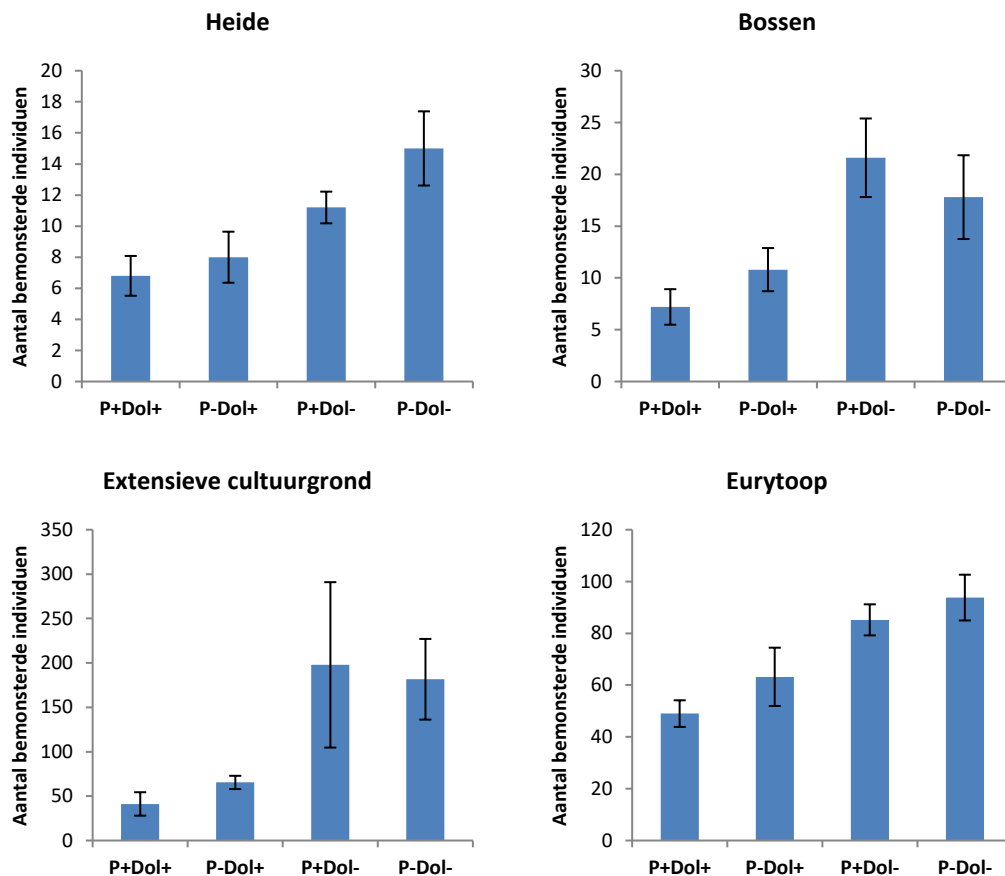 Heide
Aantal bemonsterde individuen
20
18
16
14
12
10
8
6
4
2
0
P+Dol+ P-Dol+ P+Dol- P-Dol-
Bossen
Aantal bemonsterde individuen
30
25
20
15
10
5
0
P+Dol+ P-Dol+ P+Dol- P-Dol-
Extensieve cultuurgrond
Aantal bemonsterde individuen
350
300
250
200
150
100
50
0
P+Dol+ P-Dol+ P+Dol- P-Dol-
Eurytoop
Aantal bemonsterde individuen
120
100
80
60
40
20
0
P+Dol+ P-Dol+ P+Dol- P-Dol-